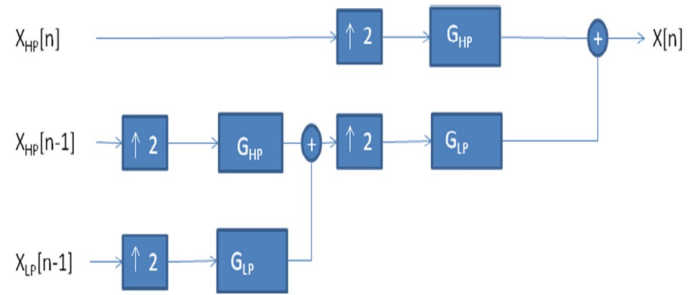 X_HP[n] ↑ 2 G_HP + X[n]
X_HP[n-1] ↑ 2 G_HP + ↑ 2 G_LP
X_LP[n-1] ↑ 2 G_LP